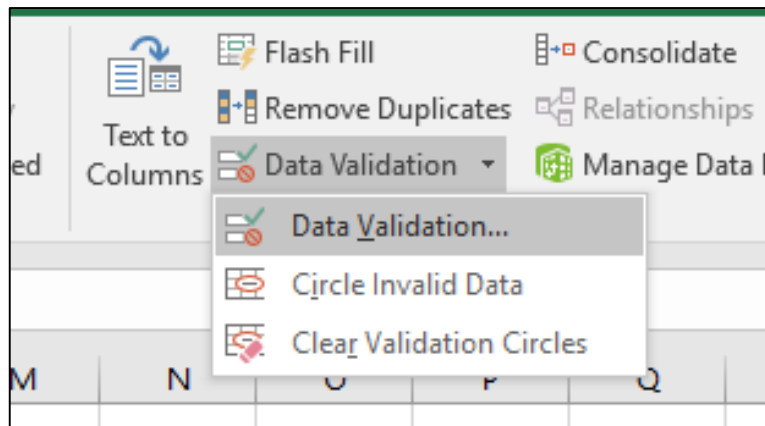 Flash Fill
Consolidate
Remove Duplicates
Relationships
Text to
Columns
ed
Data Validation
Manage Data
Data Validation...
Circle Invalid Data
Clear Validation Circles
M N O P Q